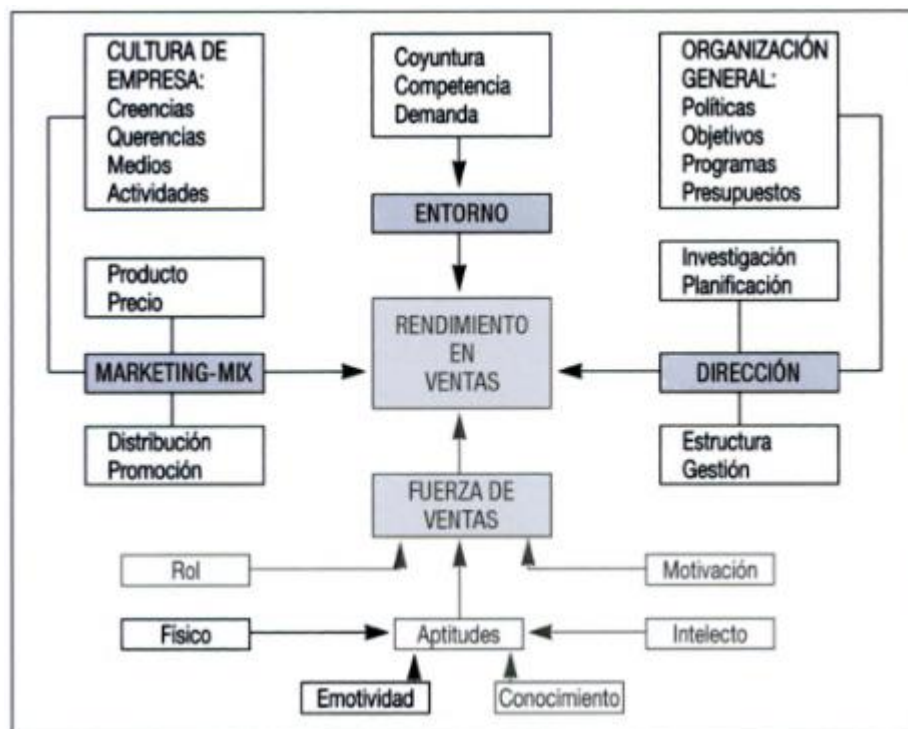 CULTURA DE
EMPRESA:
Creencias
Querencias
Medios
Actividades
Coyuntura
Competencia
Demanda
ORGANIZACIÓN
GENERAL:
Políticas
Objetivos
Programas
Presupuestos
ENTORNO
Producto
Precio
RENDIMIENTO
EN
VENTAS
Investigación
Planificación
MARKETING-MIX
DIRECCIÓN
Distribución
Promoción
Estructura
Gestión
FUERZA DE
VENTAS
Rol
Motivación
Físico
Aptitudes
Intelecto
Emotividad
Conocimiento